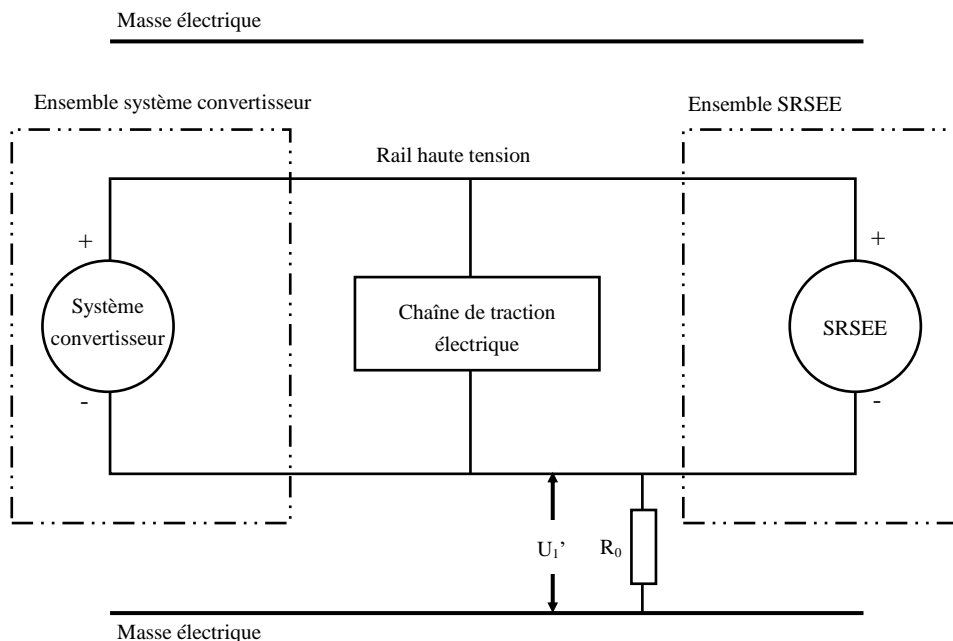 Masse électrique
Ensemble système convertisseur
Ensemble SRSEE
Rail haute tension
+
+
Système
convertisseur
Chaîne de traction
électrique
SRSEE
-
-
U₁’
R₀
Masse électrique